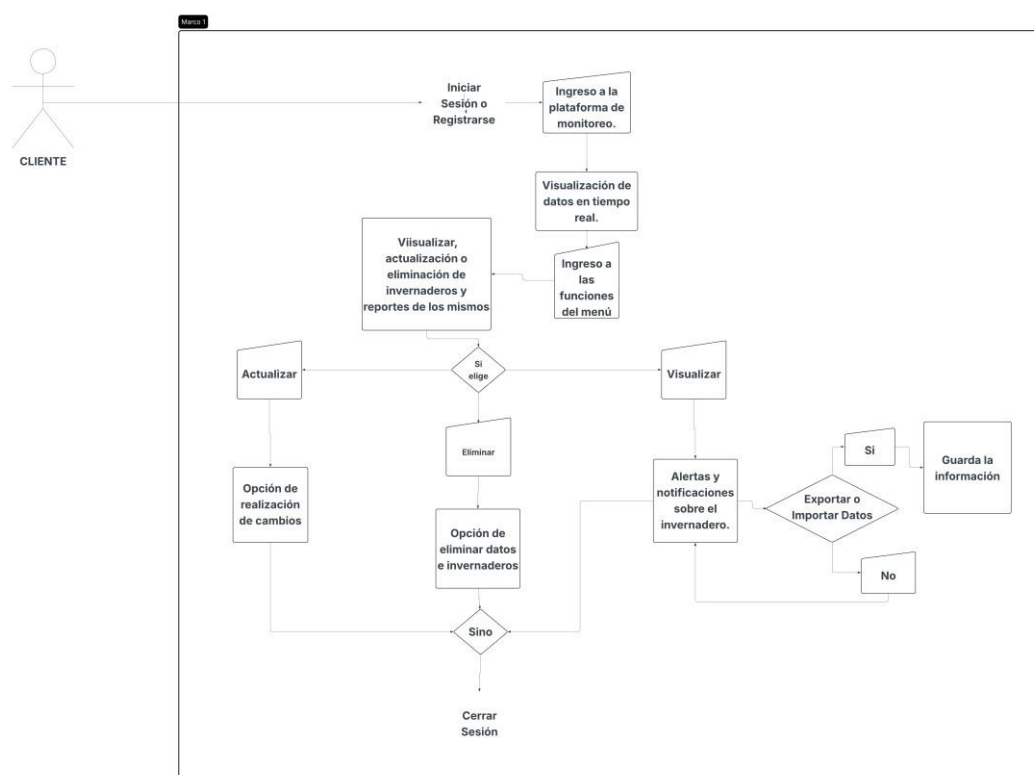 Marco 1
CLIENTE
Iniciar
Sesión o
Registrarse
Ingreso a la
plataforma de
monitoreo.
Visualización de
datos en tiempo
real.
Viisualizar,
actualización o
eliminación de
invernaderos y
reportes de los mismos
Ingreso a
las
funciones
del menú
Si
elige
Actualizar
Visualizar
Eliminar
Opción de
realización
de cambios
Opción de
eliminar datos
e invernaderos
Alertas y
notificaciones
sobre el
invernadero.
Exportar o
Importar Datos
Si
Guarda la
información
No
Sino
Cerrar
Sesión